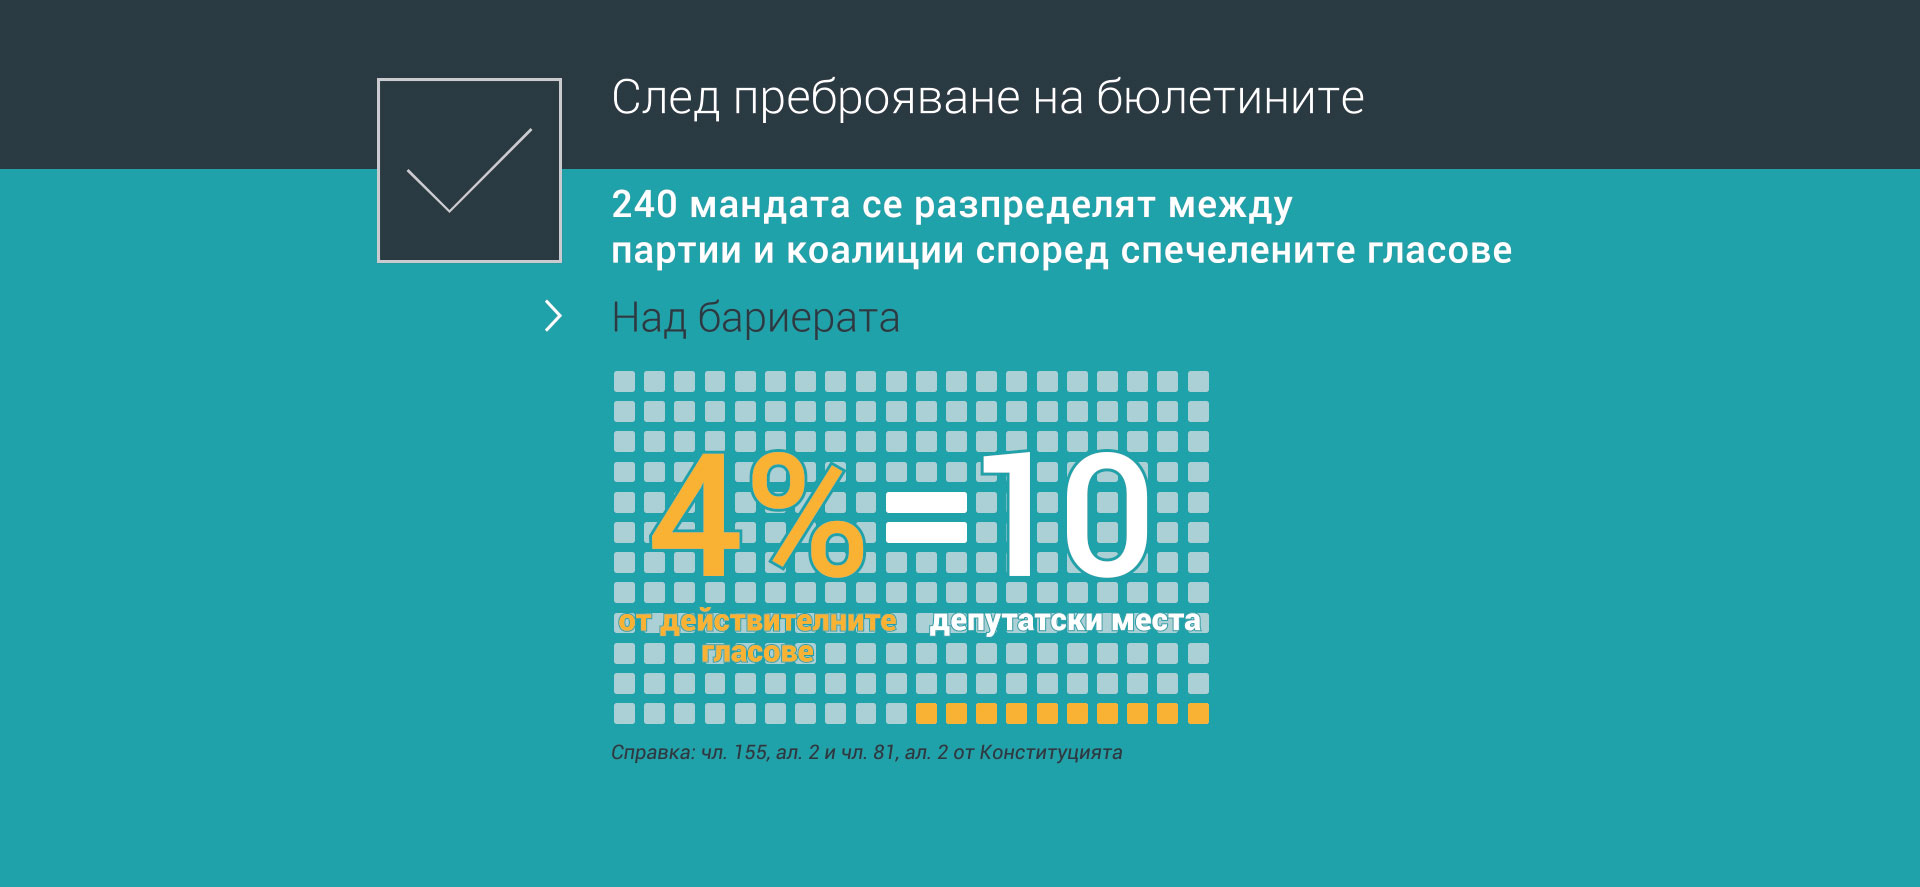 След преброяване на бюлетините
240 мандата се разпределят между
партии и коалиции според спечелените гласове
Над бариерата
4%=10
от действителните
гласове
депутатски места
Справка: чл. 155, ал. 2 и чл. 81, ал. 2 от Конституцията